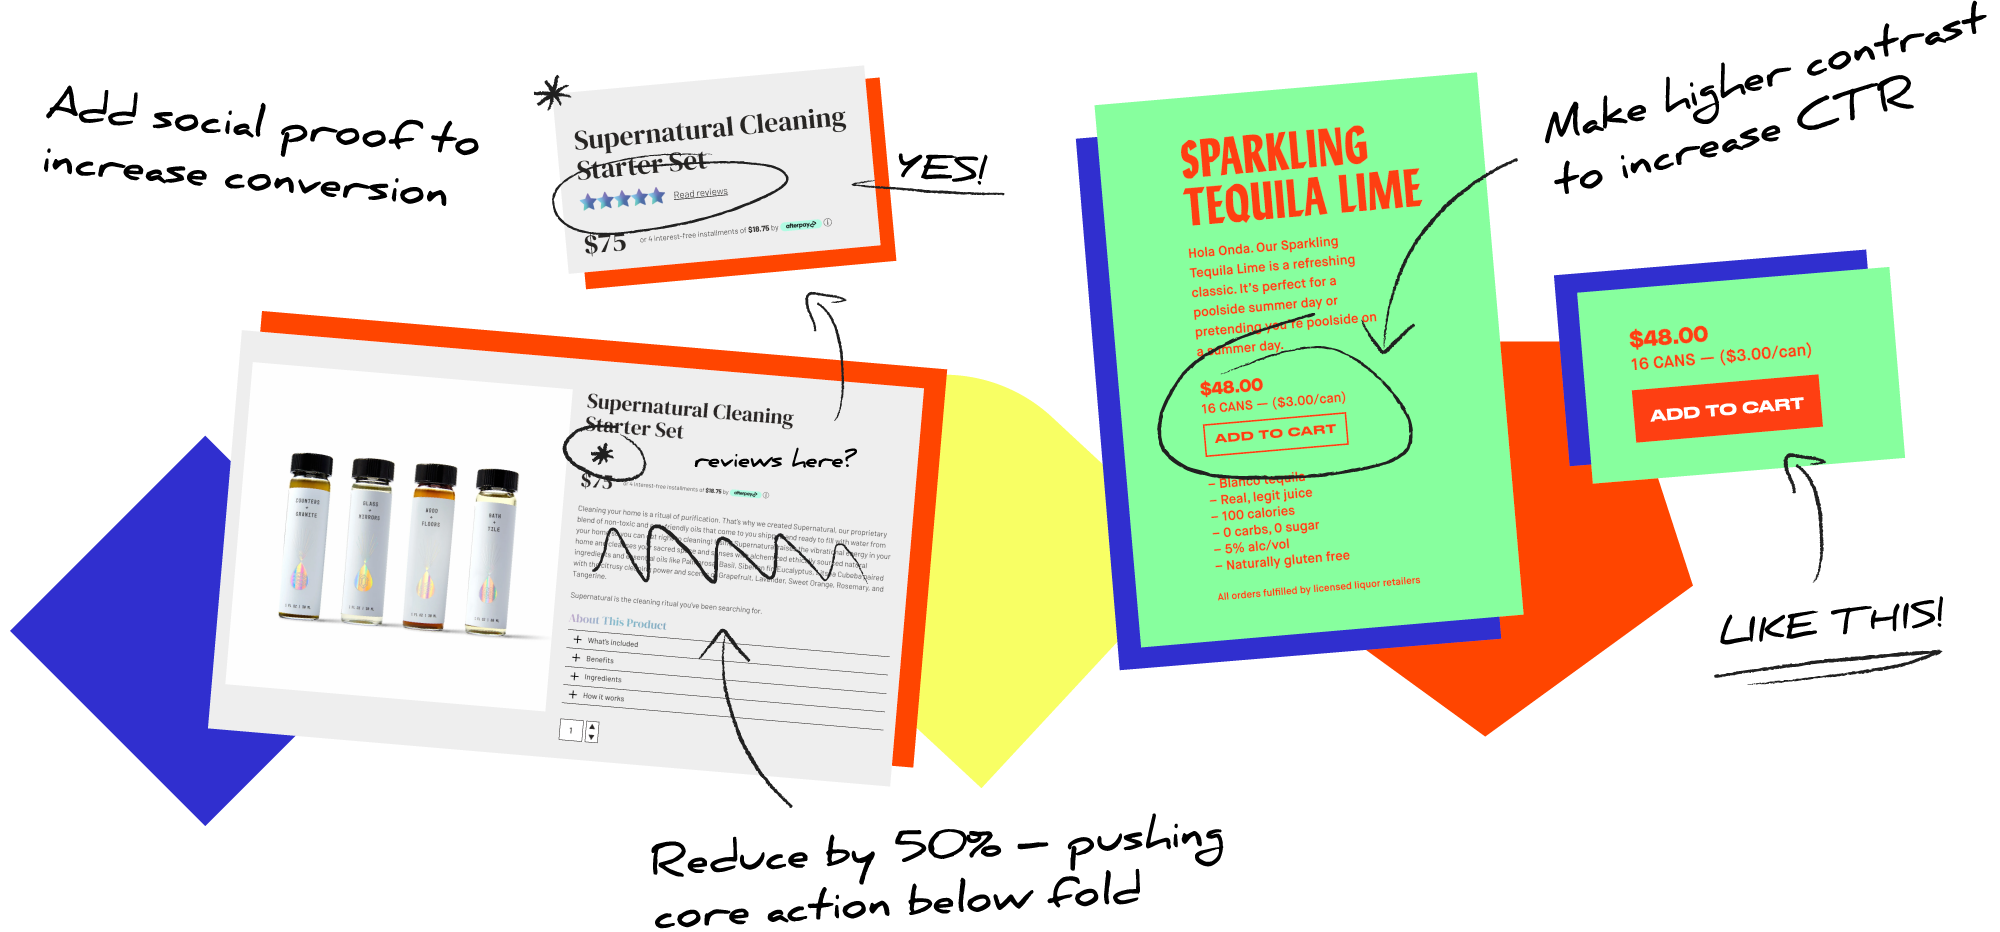 Add social proof to
increase conversion
Supernatural Cleaning
Starter Set
Read reviews
$75 or 4 interest-free installments of $18.75 by afterpay
YES!
Supernatural Cleaning
Starter Set
reviews here?
$75 or 4 interest-free installments of $18.75 by afterpay
COUNTERS
+
GRANITE
GLASS
+
MIRRORS
WOOD
+
FLOORS
BATH
+
TILE
Cleaning your home is a ritual of purification. That's why we created Supernatural, our proprietary
blend of non-toxic and friendly oils that come to you shipped and ready to fill with water from
your home so you can get right to cleaning! Supernatural raises the vibrational energy in your
home and cleanses your sacred space and senses with alchemized ethically sourced natural
ingredients and essential oils like Palmarosa, Basil, Siberian fir, Eucalyptus, Litsea Cubeba paired
with the citrusy cleaning power and scents of Grapefruit, Lavender, Sweet Orange, Rosemary, and
Tangerine.
Supernatural is the cleaning ritual you've been searching for.
About This Product
+ What's included
+ Benefits
+ Ingredients
+ How it works
1
Reduce by 50% – pushing
core action below fold
SPARKLING
TEQUILA LIME
Hola Onda. Our Sparkling
Tequila Lime is a refreshing
classic. It's perfect for a
poolside summer day or
pretending you're poolside on
a summer day.
$48.00
16 CANS — ($3.00/can)
ADD TO CART
– Blanco tequila
– Real, legit juice
– 100 calories
– 0 carbs, 0 sugar
– 5% alc/vol
– Naturally gluten free
All orders fulfilled by licensed liquor retailers
Make higher contrast
to increase CTR
$48.00
16 CANS — ($3.00/can)
ADD TO CART
LIKE THIS!